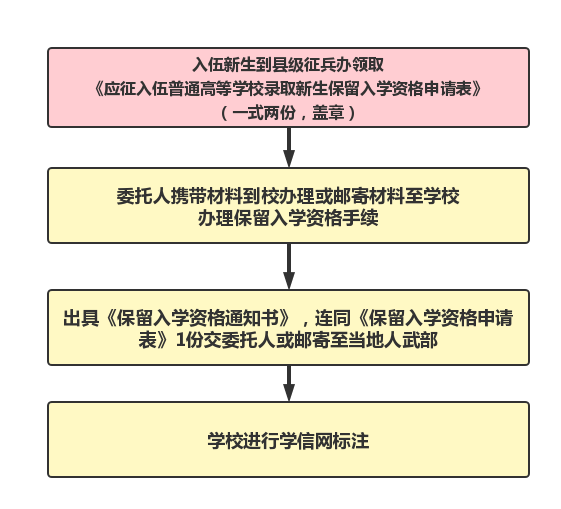 入伍新生到县级征兵办领取
《应征入伍普通高等学校录取新生保留入学资格申请表》
（一式两份，盖章）
委托人携带材料到校办理或邮寄材料至学校
办理保留入学资格手续
出具《保留入学资格通知书》，连同《保留入学资格申请
表》1份交委托人或邮寄至当地人武部
学校进行学信网标注